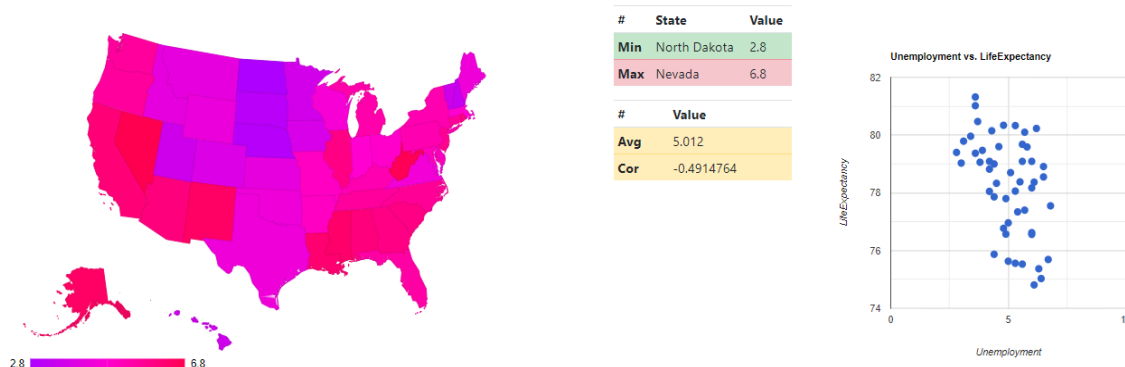 # State Value
Min North Dakota 2.8
Max Nevada 6.8
# Value
Avg 5.012
Cor -0.4914764
2.8 6.8
Unemployment vs. LifeExpectancy
82
80
78
76
74
LifeExpectancy
0 5 1
Unemployment